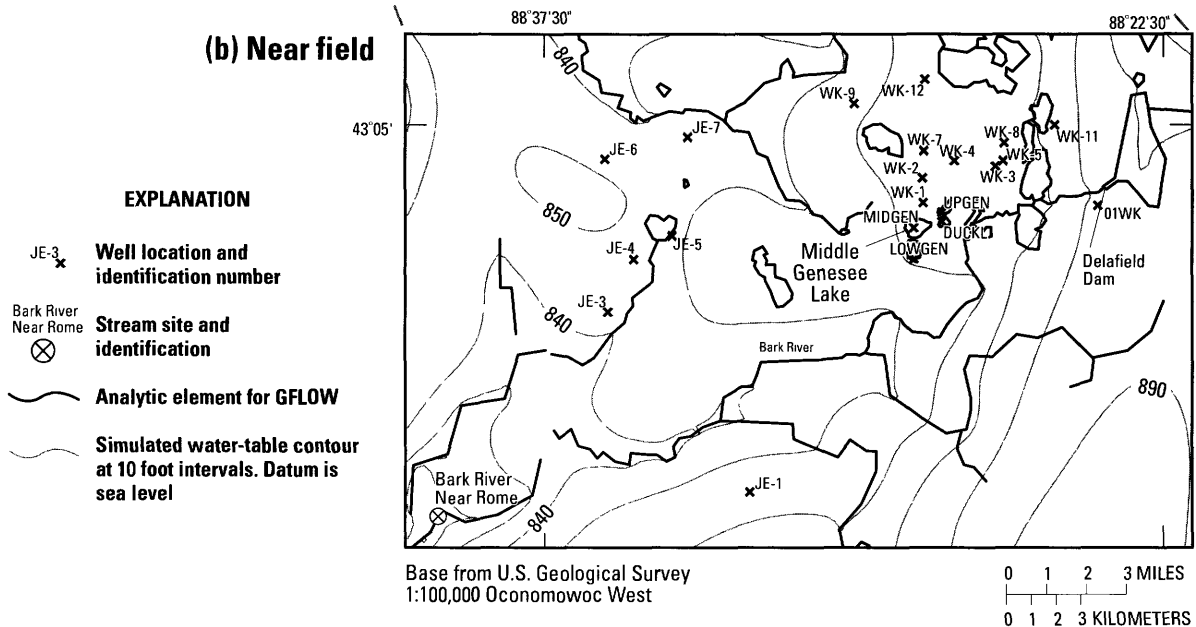 (b) Near field
88°37'30"
88°22'30"
43°05'
EXPLANATION
JE-3
Well location and
identification number
Bark River
Near Rome
Stream site and
identification
Analytic element for GFLOW
Simulated water-table contour
at 10 foot intervals. Datum is
sea level
840
WK-9
WK-12
JE-7
JE-6
WK-7
WK-4
WK-8
WK-5
WK-11
WK-2
WK-3
WK-1
850
MIDGEN
UPGEN
DUCKL
01WK
JE-4
JE-5
LOWGEN
Middle
Genesee
Lake
Delafield
Dam
JE-3
840
Bark River
890
Bark River
Near Rome
JE-1
840
Base from U.S. Geological Survey
1:100,000 Oconomowoc West
0 1 2 3 MILES
0 1 2 3 KILOMETERS